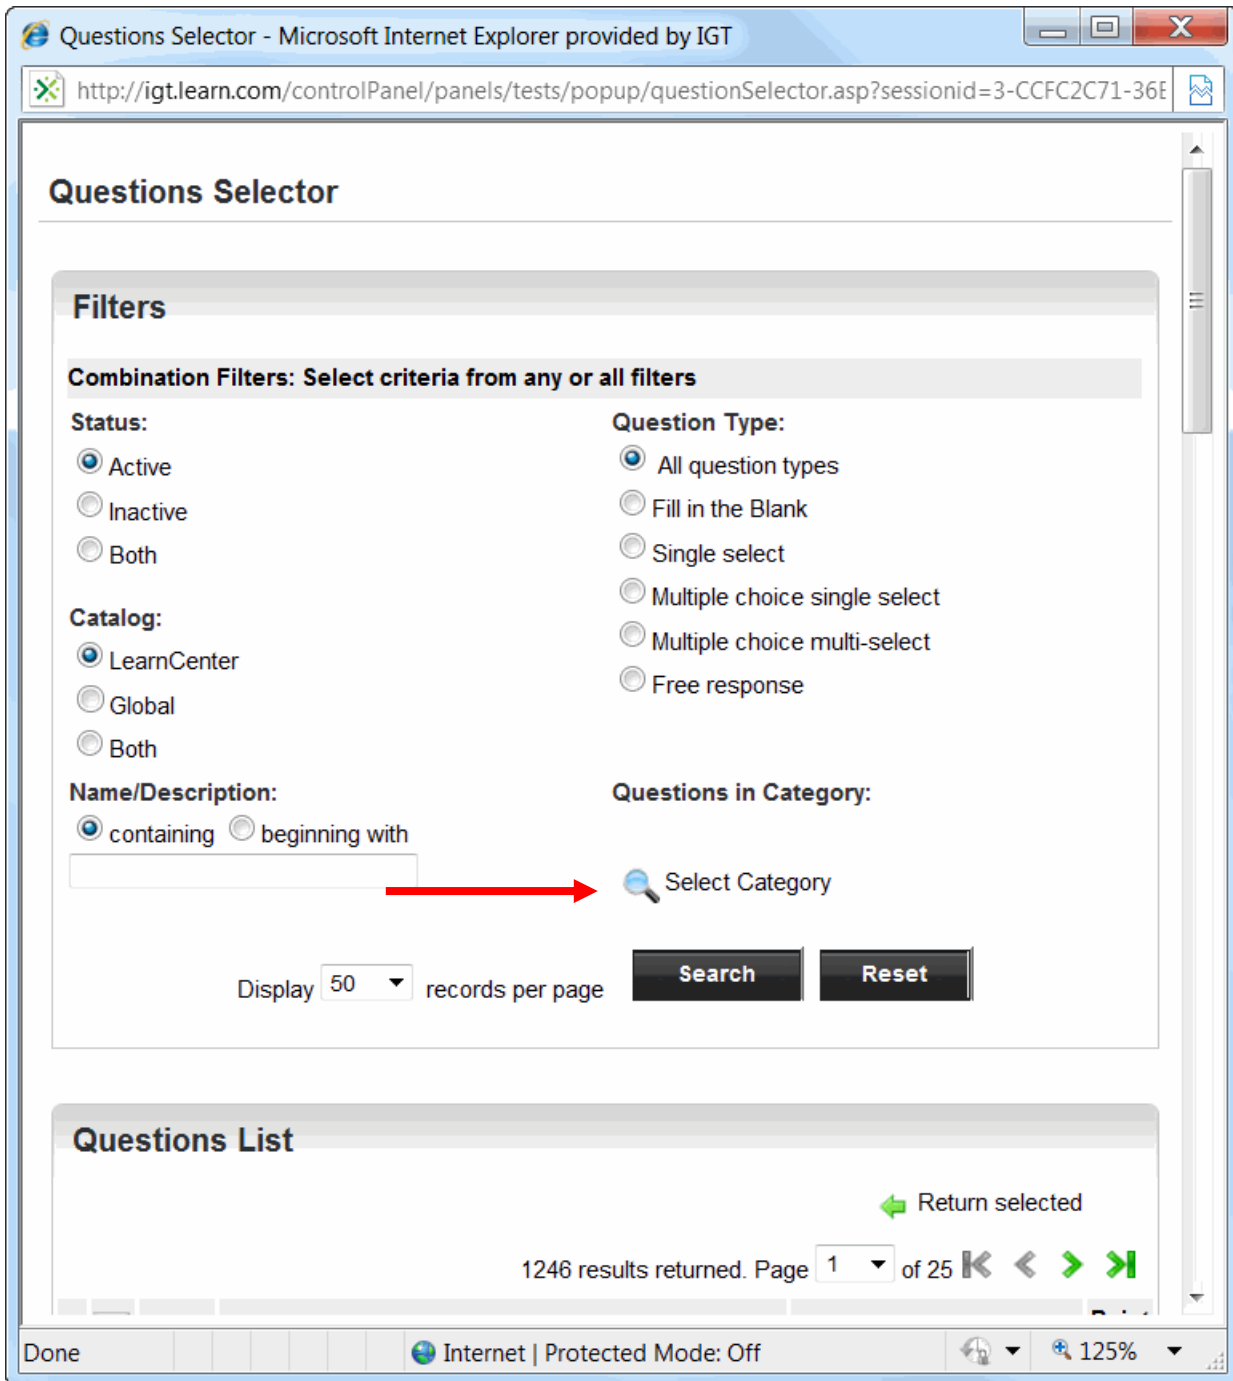 Questions Selector - Microsoft Internet Explorer provided by IGT
X
http://igt.learn.com/controlPanel/panels/tests/popup/questionSelector.asp?sessionid=3-CCFC2C71-36E
Questions Selector
Filters
Combination Filters: Select criteria from any or all filters
Status:
Active
Inactive
Both
Catalog:
LearnCenter
Global
Both
Question Type:
All question types
Fill in the Blank
Single select
Multiple choice single select
Multiple choice multi-select
Free response
Name/Description:
containing beginning with
Questions in Category:
Select Category
Display 50 records per page Search Reset
Questions List
Return selected
1246 results returned. Page 1 of 25
Done Internet | Protected Mode: Off 125%